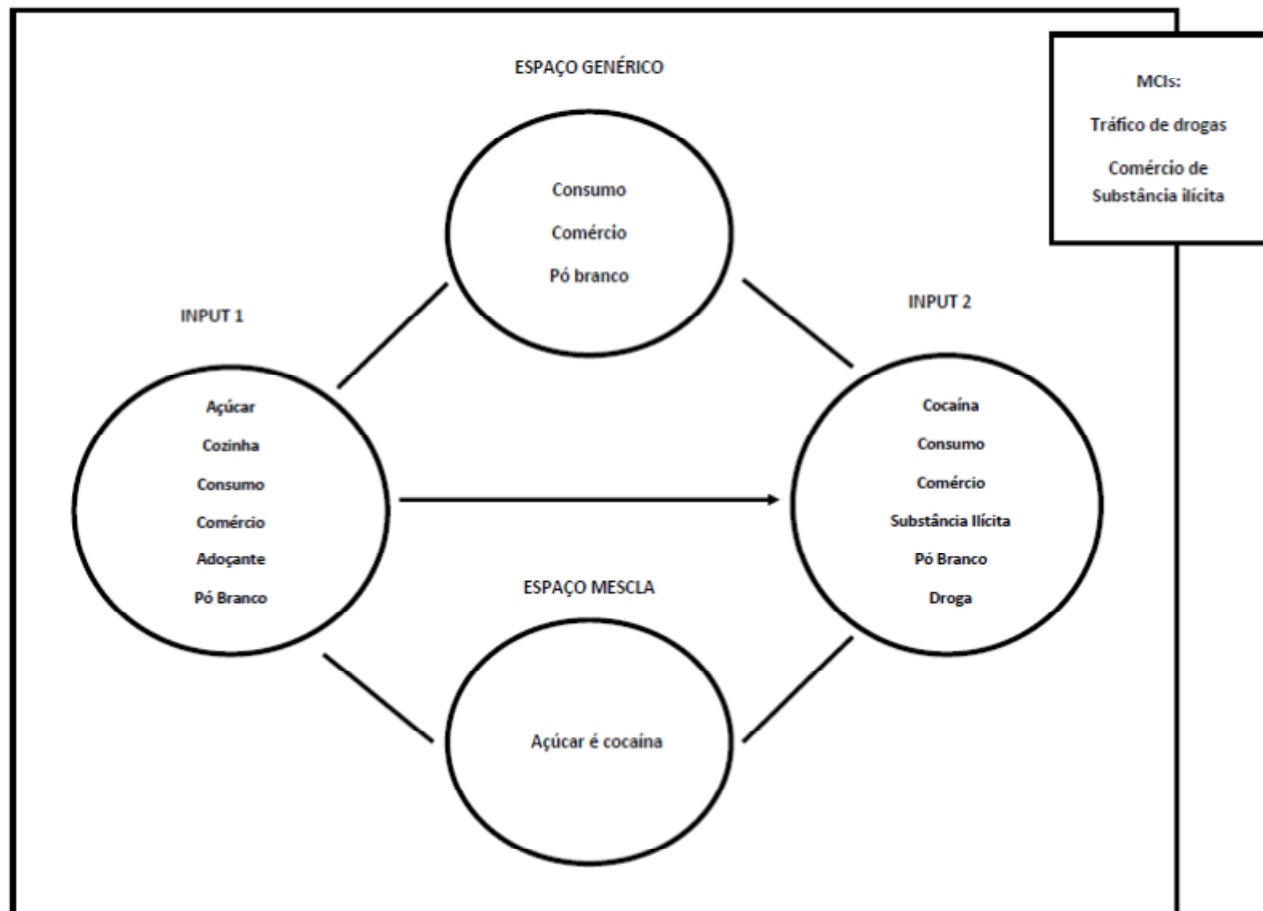 ESPAÇO GENÉRICO
MCIs:
Tráfico de drogas
Comércio de
Substância ilícita
Consumo
Comércio
Pó branco
INPUT 1
INPUT 2
Açúcar
Cozinha
Consumo
Comércio
Adoçante
Pó Branco
Cocaína
Consumo
Comércio
Substância Ilícita
Pó Branco
Droga
ESPAÇO MESCLA
Açúcar é cocaína